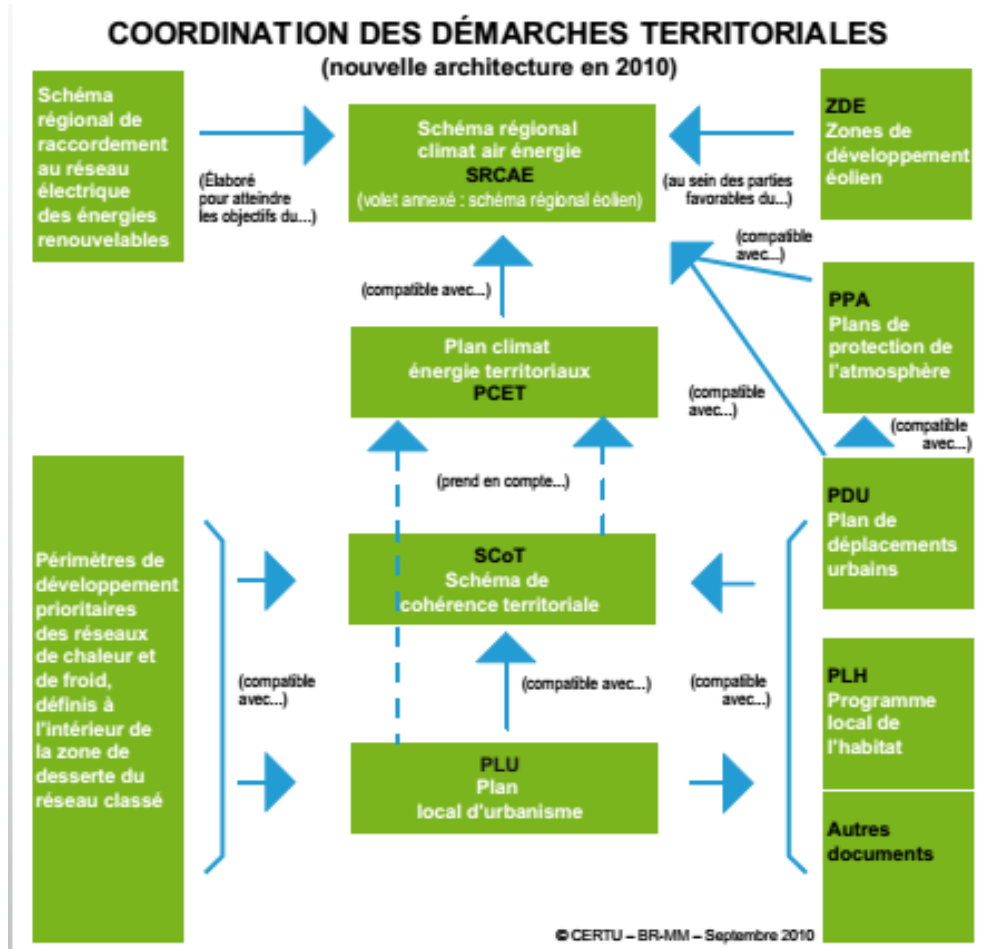 COORDINATION DES DÉMARCHES TERRITORIALES
(nouvelle architecture en 2010)
Schéma
régional de
raccordement
au réseau
électrique
des énergies
renouvelables
(Élaboré
pour atteindre
les objectifs du...)
Schéma régional
climat air énergie
SRCAE
(volet annexé : schéma régional éolien)
(au sein des parties
favorables du...)
ZDE
Zones de
développement
éolien
(compatible
avec...)
(compatible avec...)
PPA
Plans de
protection de
l'atmosphère
Plan climat
énergie territoriaux
PCET
(compatible
avec...)
(compatible
avec...)
(prend en compte...)
PDU
Plan de
déplacements
urbains
Périmètres de
développement
prioritaires
des réseaux
de chaleur et
de froid,
définis à
l'intérieur de
la zone de
desserte du
réseau classé
SCoT
Schéma de
cohérence territoriale
(compatible
avec...)
(compatible avec...)
(compatible
avec...)
PLH
Programme
local de
l'habitat
PLU
Plan
local d'urbanisme
Autres
documents
© CERTU – BR-MM – Septembre 2010